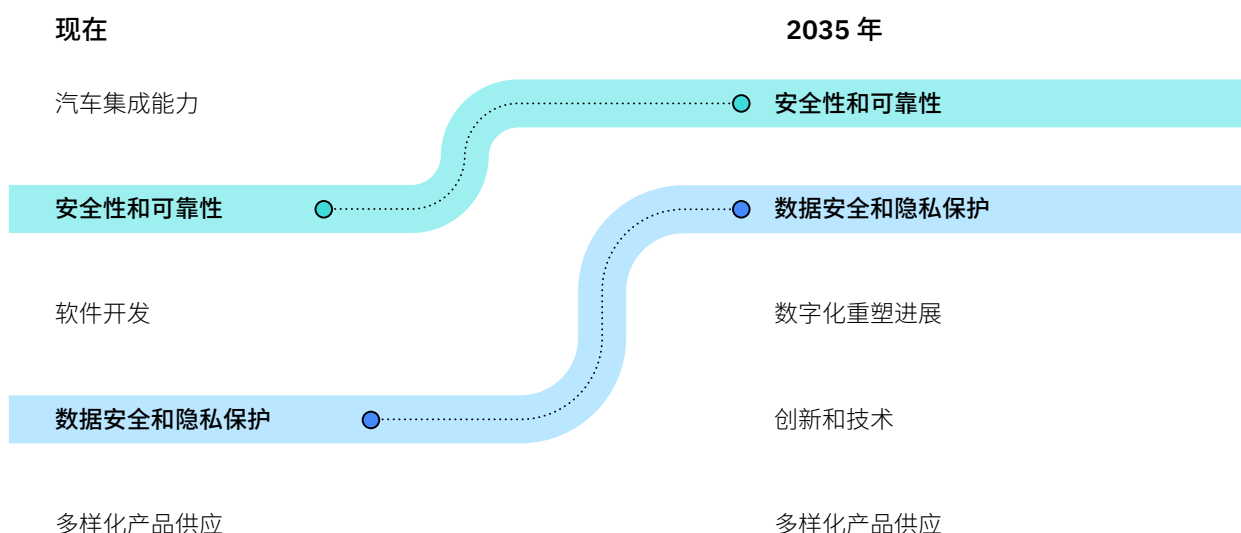 现在
2035 年
汽车集成能力
安全性和可靠性
安全性和可靠性
数据安全和隐私保护
软件开发
数字化重塑进展
数据安全和隐私保护
创新和技术
多样化产品供应
多样化产品供应